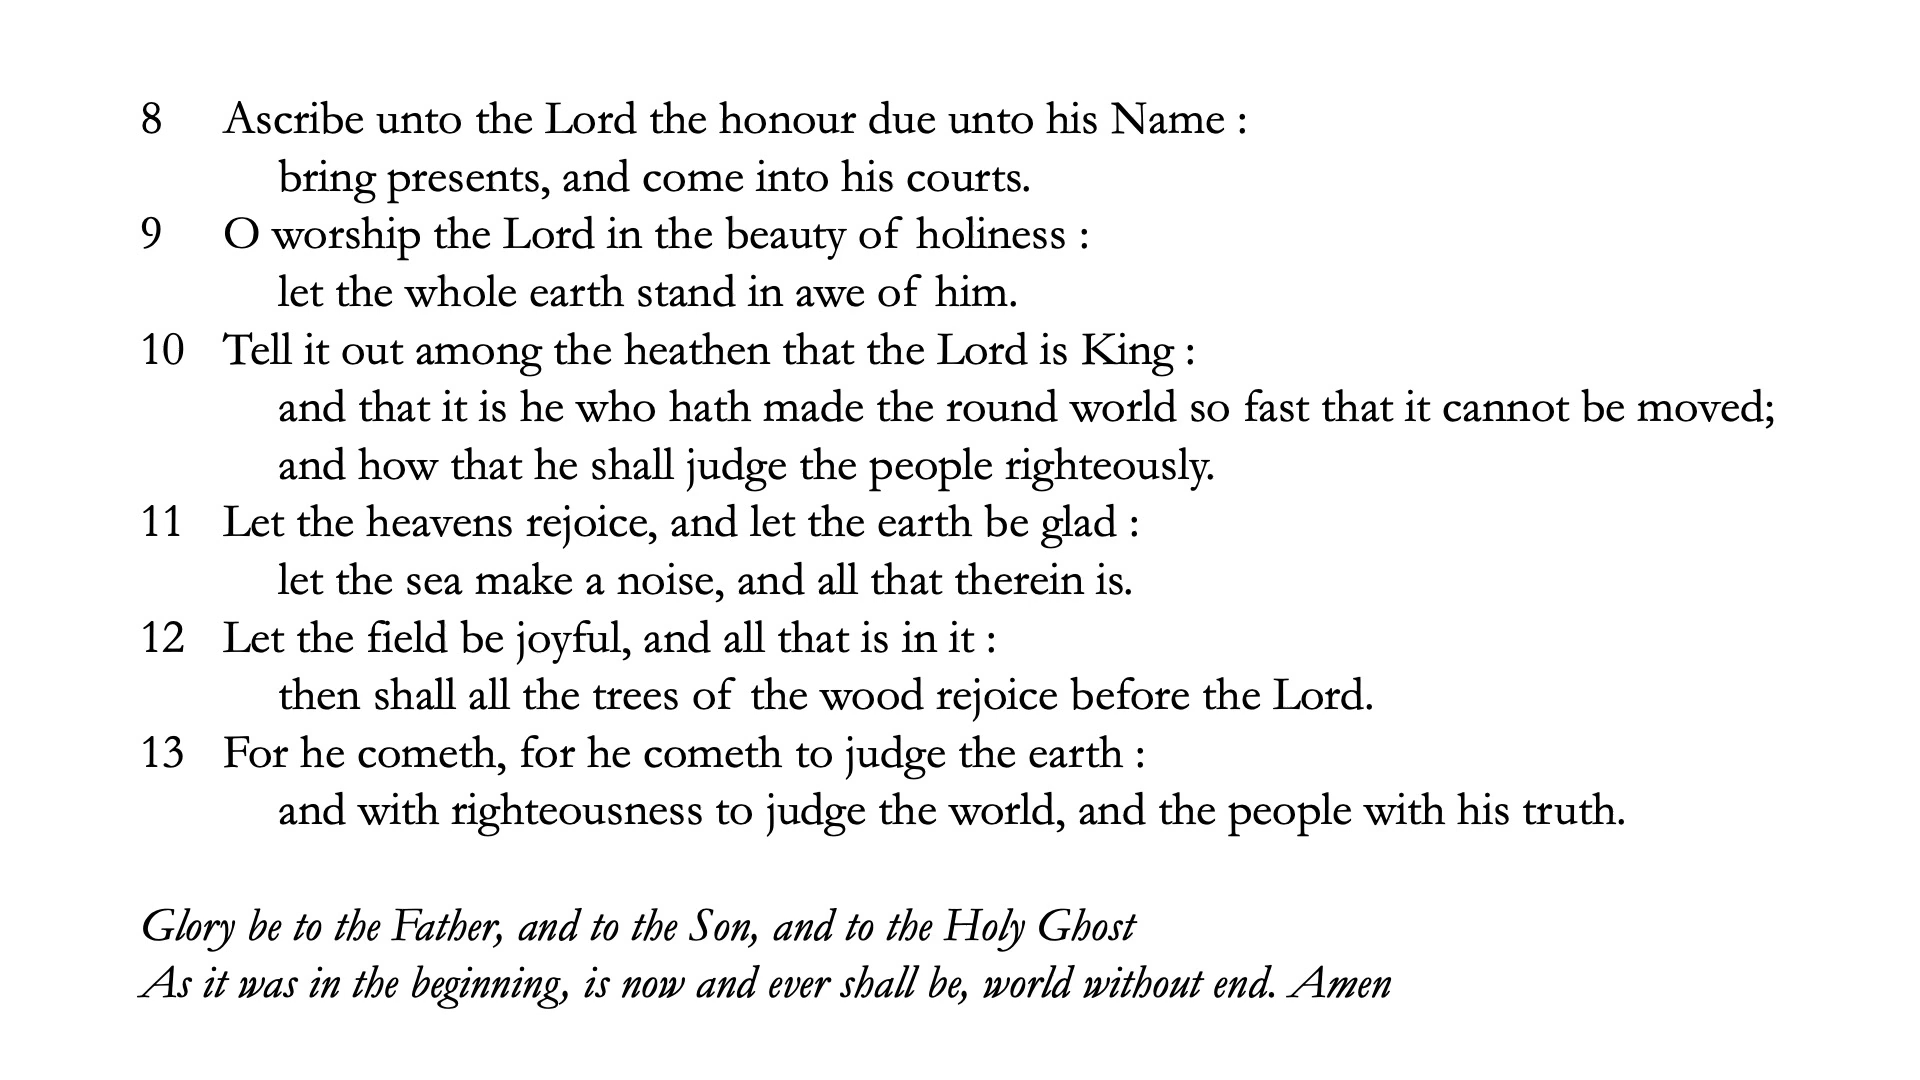 8 Ascribe unto the Lord the honour due unto his Name :
bring presents, and come into his courts.
9 O worship the Lord in the beauty of holiness :
let the whole earth stand in awe of him.
10 Tell it out among the heathen that the Lord is King :
and that it is he who hath made the round world so fast that it cannot be moved;
and how that he shall judge the people righteously.
11 Let the heavens rejoice, and let the earth be glad :
let the sea make a noise, and all that therein is.
12 Let the field be joyful, and all that is in it :
then shall all the trees of the wood rejoice before the Lord.
13 For he cometh, for he cometh to judge the earth :
and with righteousness to judge the world, and the people with his truth.
Glory be to the Father, and to the Son, and to the Holy Ghost
As it was in the beginning, is now and ever shall be, world without end. Amen